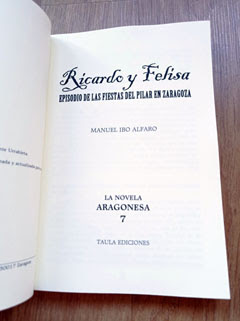 Ricardo y Felisa
EPISODIO DE LAS FIESTAS DEL PILAR EN ZARAGOZA
MANUEL IBO ALFARO
LA NOVELA
ARAGONESA
7
TAULA EDICIONES